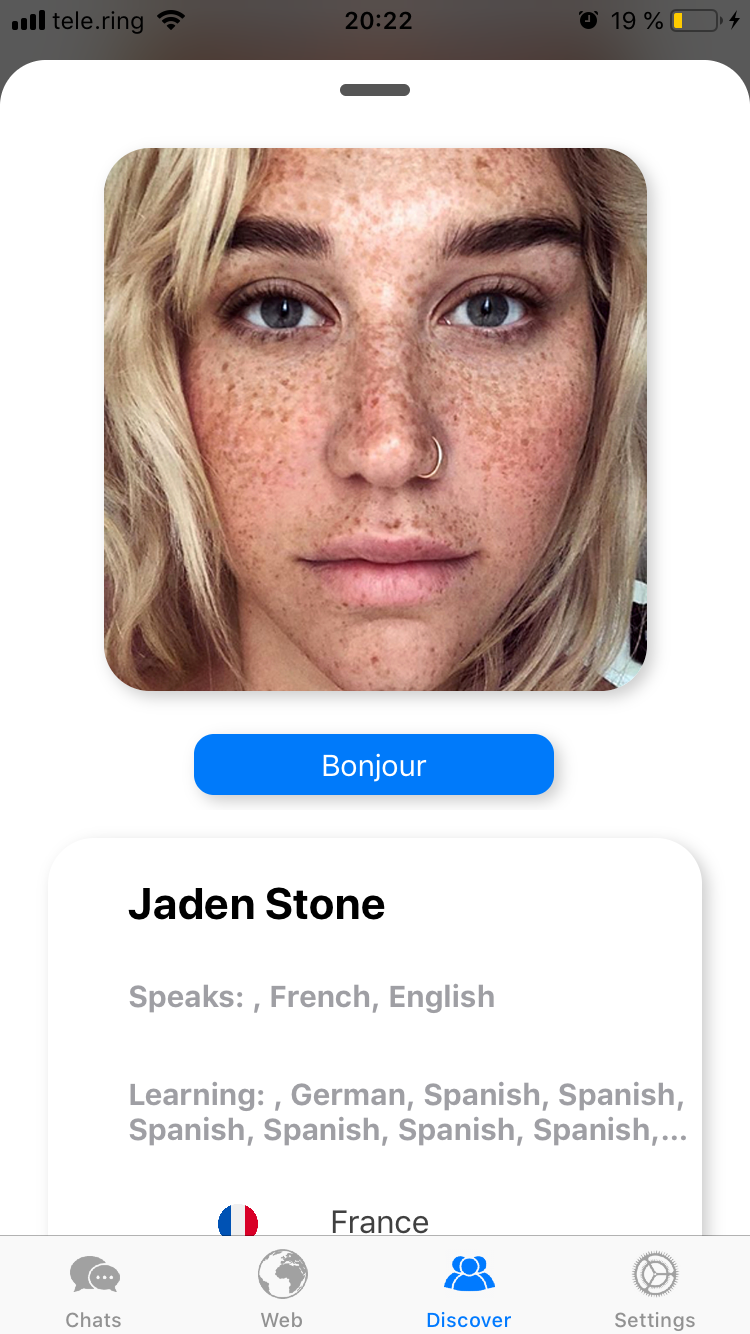 tele.ring 20:22 19 %
Bonjour
Jaden Stone
Speaks: , French, English
Learning: , German, Spanish, Spanish,
Spanish, Spanish, Spanish, Spanish,...
France
Chats Web Discover Settings